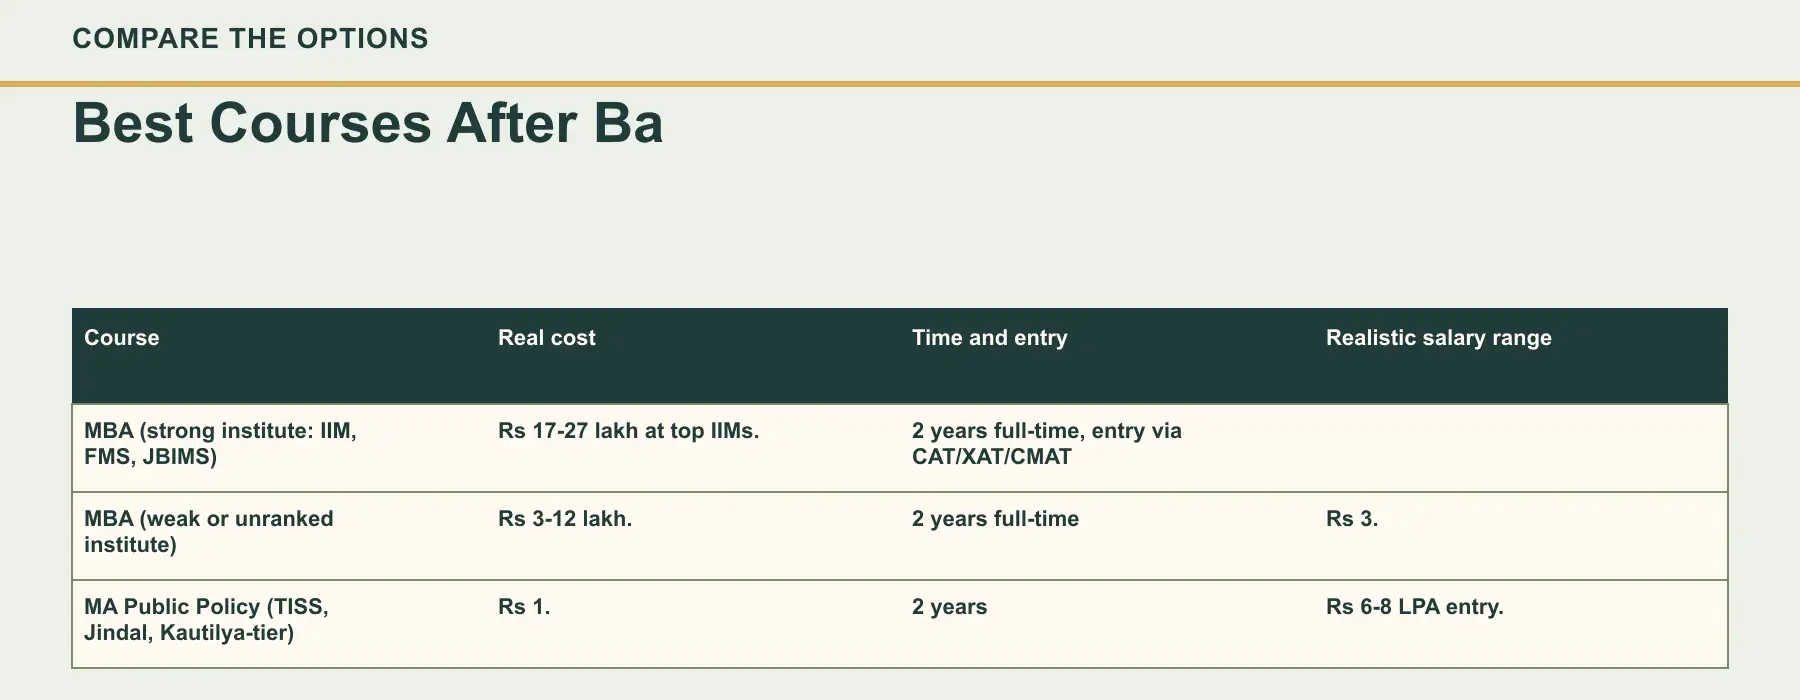 COMPARE THE OPTIONS
Best Courses After Ba
Course Real cost Time and entry Realistic salary range
MBA (strong institute: IIM, Rs 17-27 lakh at top IIMs. 2 years full-time, entry via
FMS, JBIMS) CAT/XAT/CMAT
MBA (weak or unranked Rs 3-12 lakh. 2 years full-time Rs 3.
institute)
MA Public Policy (TISS, Rs 1. 2 years Rs 6-8 LPA entry.
Jindal, Kautilya-tier)